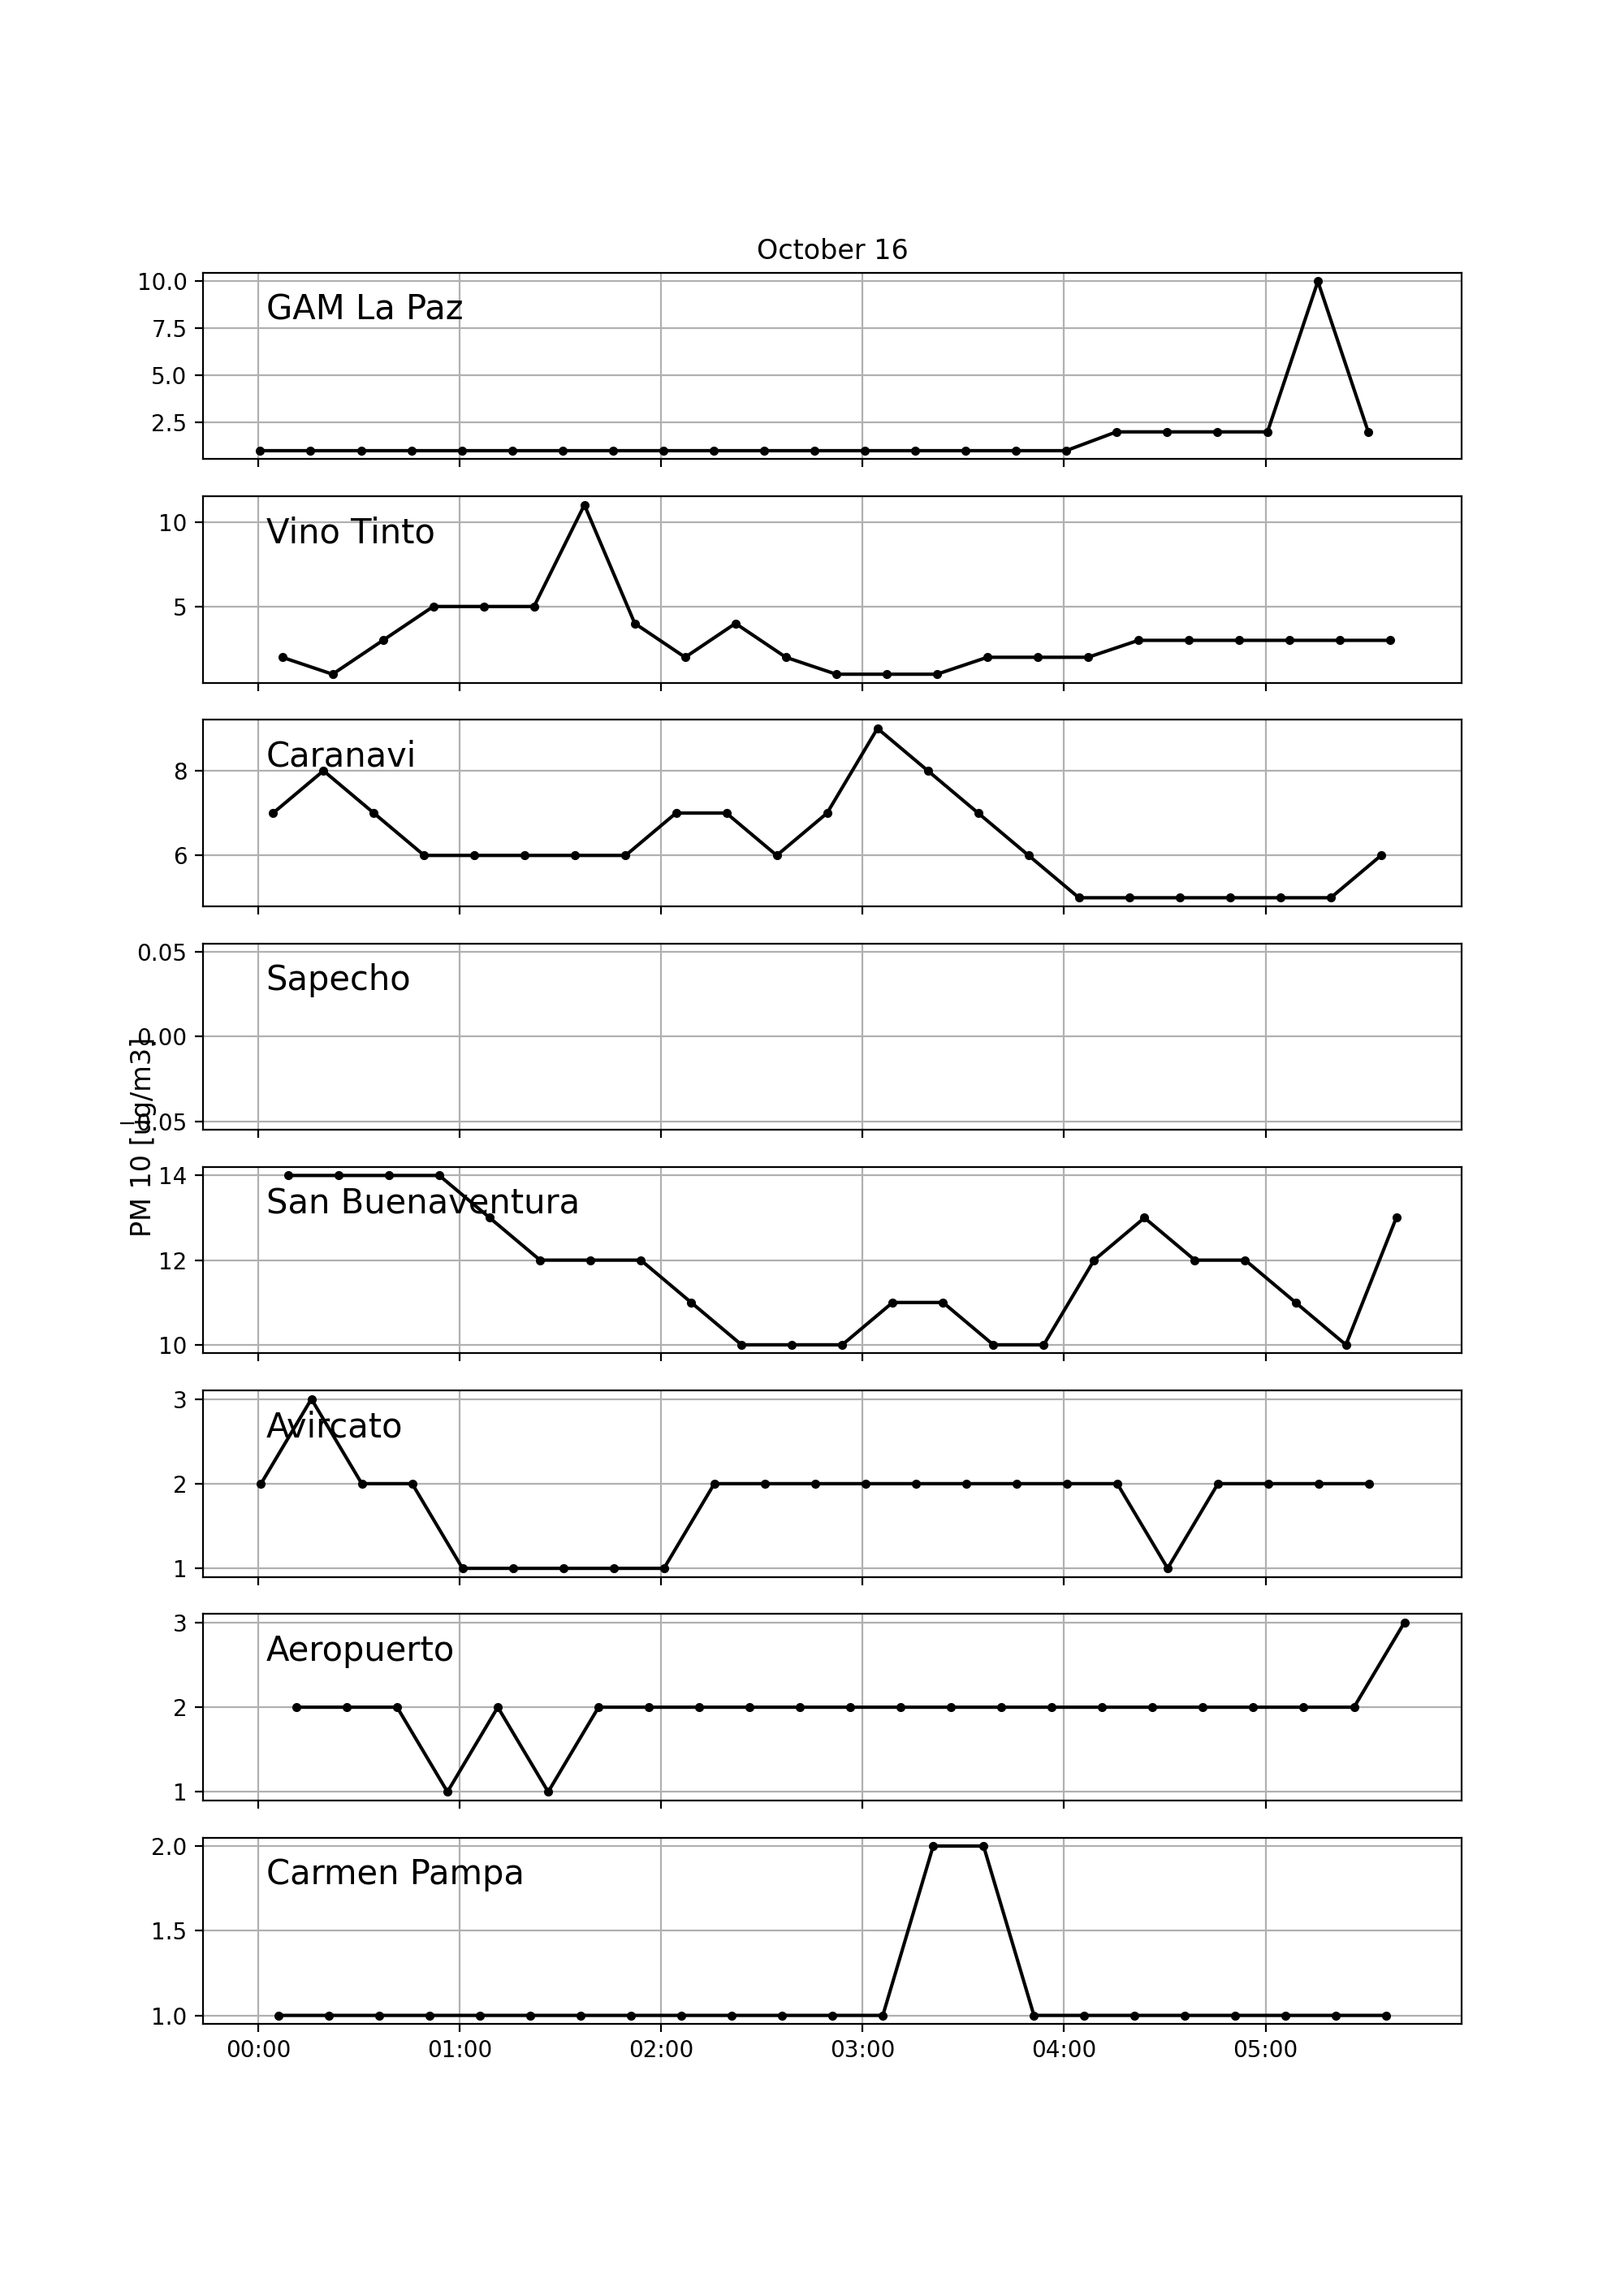 October 16
10.0
7.5
5.0
2.5
GAM La Paz
10
5
Vino Tinto
8
6
Caranavi
0.05
0.00
−0.05
Sapecho
PM 10 [ug/m3]
14
12
10
San Buenaventura
3
2
1
Avircato
3
2
1
Aeropuerto
2.0
1.5
1.0
Carmen Pampa
00:00 01:00 02:00 03:00 04:00 05:00